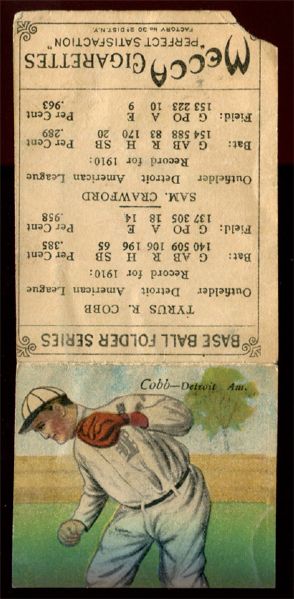 BASE BALL FOLDER SERIES
TYRUS R. COBB
Outfielder Detroit American League
Record for 1910:
Bat: G AB R H SB Per Cent
140 509 106 196 65 .385
Field: G PO A E Per Cent
137 305 18 14 .958
SAM. CRAWFORD
Outfielder Detroit American League
Record for 1910:
Bat: G AB R H SB Per Cent
154 588 83 170 20 .289
Field: G PO A E Per Cent
153 223 10 9 .963
MECCA CIGARETTES
"PERFECT SATISFACTION"
FACTORY NO 30 2ᴰ DIST. N.Y.
Cobb—Detroit Am.